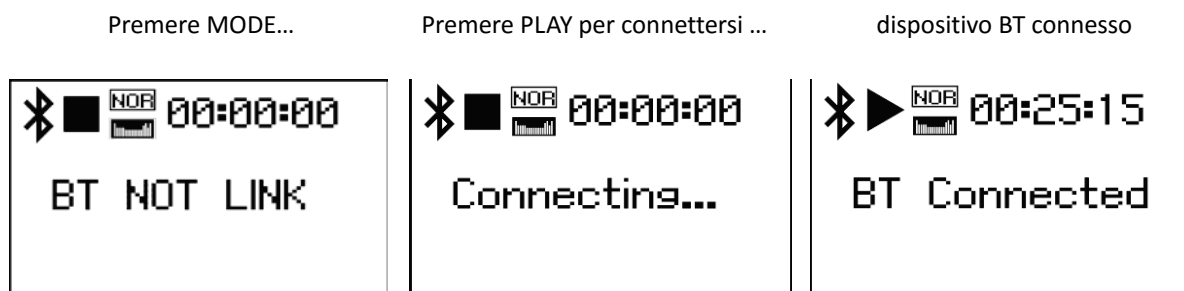 Premere MODE…
Premere PLAY per connettersi …
dispositivo BT connesso
NOR 00:00:00
BT NOT LINK
NOR 00:00:00
Connecting...
NOR 00:25:15
BT Connected